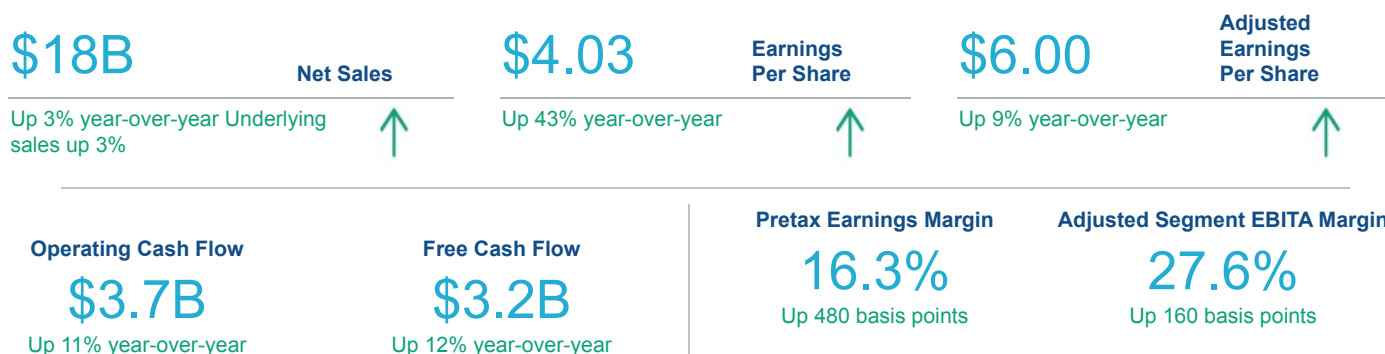 $18B
Net Sales
Up 3% year-over-year Underlying
sales up 3%
$4.03
Earnings
Per Share
Up 43% year-over-year
$6.00
Adjusted
Earnings
Per Share
Up 9% year-over-year
Operating Cash Flow
$3.7B
Up 11% year-over-year
Free Cash Flow
$3.2B
Up 12% year-over-year
Pretax Earnings Margin
16.3%
Up 480 basis points
Adjusted Segment EBITA Margin
27.6%
Up 160 basis points